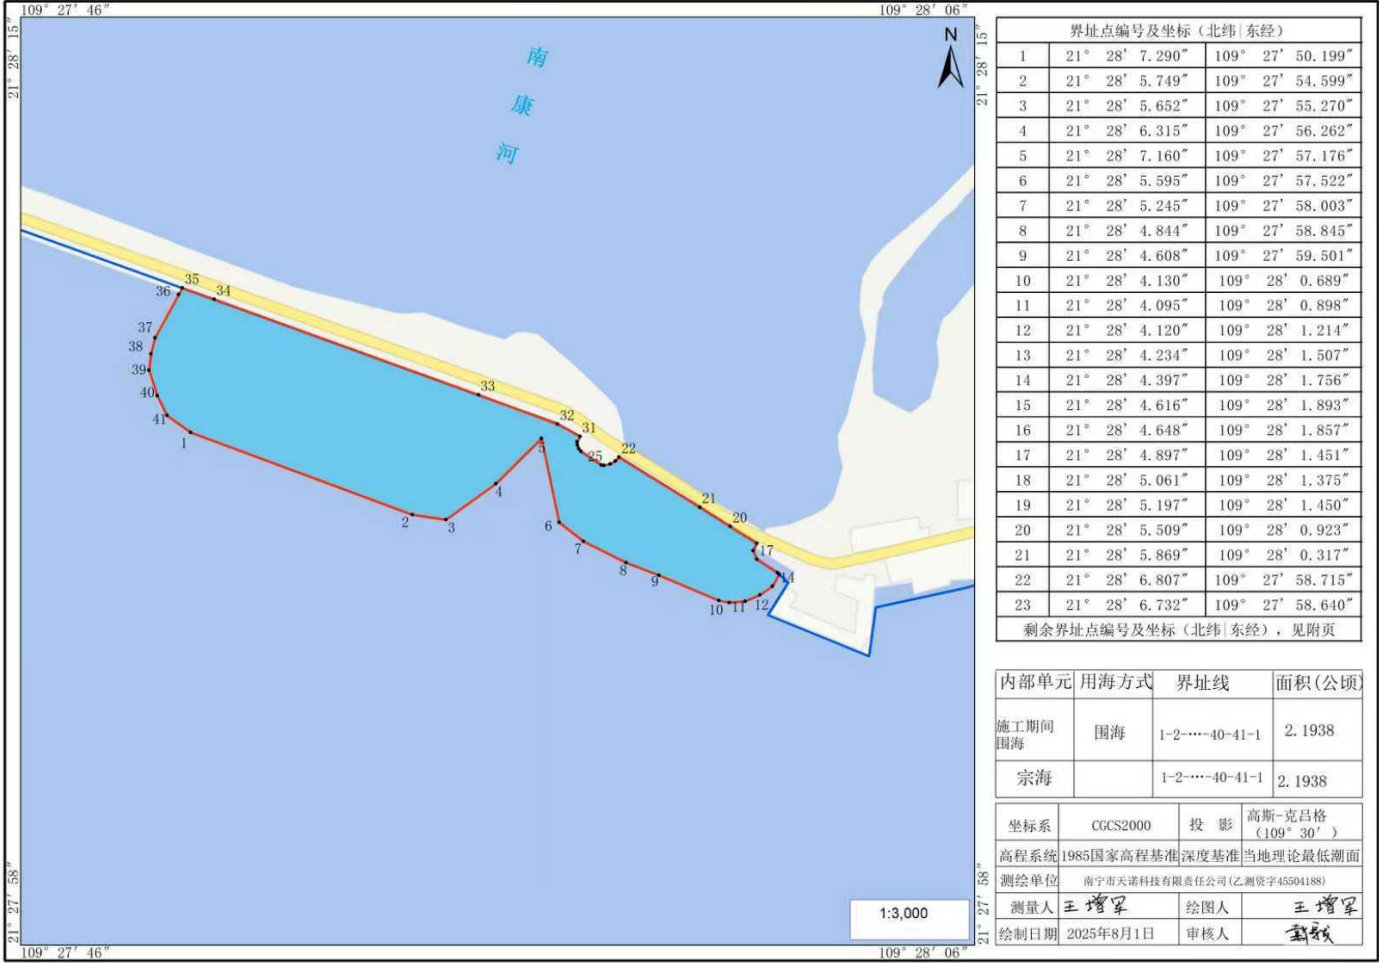 109° 27′ 46″
109° 28′ 06″
21° 28′ 15″
21° 28′ 15″
N
南
康
河
35
36
34
37
38
39
40
41
1
33
32
31
5
25
22
4
2
3
6
21
20
7
17
8
9
14
10
11
12
1:3,000
21° 27′ 58″
21° 27′ 58″
109° 27′ 46″
109° 28′ 06″
界址点编号及坐标（北纬|东经）
1 21° 28′ 7.290″ 109° 27′ 50.199″
2 21° 28′ 5.749″ 109° 27′ 54.599″
3 21° 28′ 5.652″ 109° 27′ 55.270″
4 21° 28′ 6.315″ 109° 27′ 56.262″
5 21° 28′ 7.160″ 109° 27′ 57.176″
6 21° 28′ 5.595″ 109° 27′ 57.522″
7 21° 28′ 5.245″ 109° 27′ 58.003″
8 21° 28′ 4.844″ 109° 27′ 58.845″
9 21° 28′ 4.608″ 109° 27′ 59.501″
10 21° 28′ 4.130″ 109° 28′ 0.689″
11 21° 28′ 4.095″ 109° 28′ 0.898″
12 21° 28′ 4.120″ 109° 28′ 1.214″
13 21° 28′ 4.234″ 109° 28′ 1.507″
14 21° 28′ 4.397″ 109° 28′ 1.756″
15 21° 28′ 4.616″ 109° 28′ 1.893″
16 21° 28′ 4.648″ 109° 28′ 1.857″
17 21° 28′ 4.897″ 109° 28′ 1.451″
18 21° 28′ 5.061″ 109° 28′ 1.375″
19 21° 28′ 5.197″ 109° 28′ 1.450″
20 21° 28′ 5.509″ 109° 28′ 0.923″
21 21° 28′ 5.869″ 109° 28′ 0.317″
22 21° 28′ 6.807″ 109° 27′ 58.715″
23 21° 28′ 6.732″ 109° 27′ 58.640″
剩余界址点编号及坐标（北纬|东经），见附页
内部单元 用海方式 界址线 面积(公顷)
施工期间
围海 围海 1-2-···-40-41-1 2.1938
宗海 1-2-···-40-41-1 2.1938
坐标系 CGCS2000 投 影 高斯-克吕格
（109° 30′ ）
高程系统 1985国家高程基准 深度基准 当地理论最低潮面
测绘单位 南宁市天诺科技有限责任公司(乙测资字45504188)
测量人 王增军 绘图人 王增军
绘制日期 2025年8月1日 审核人